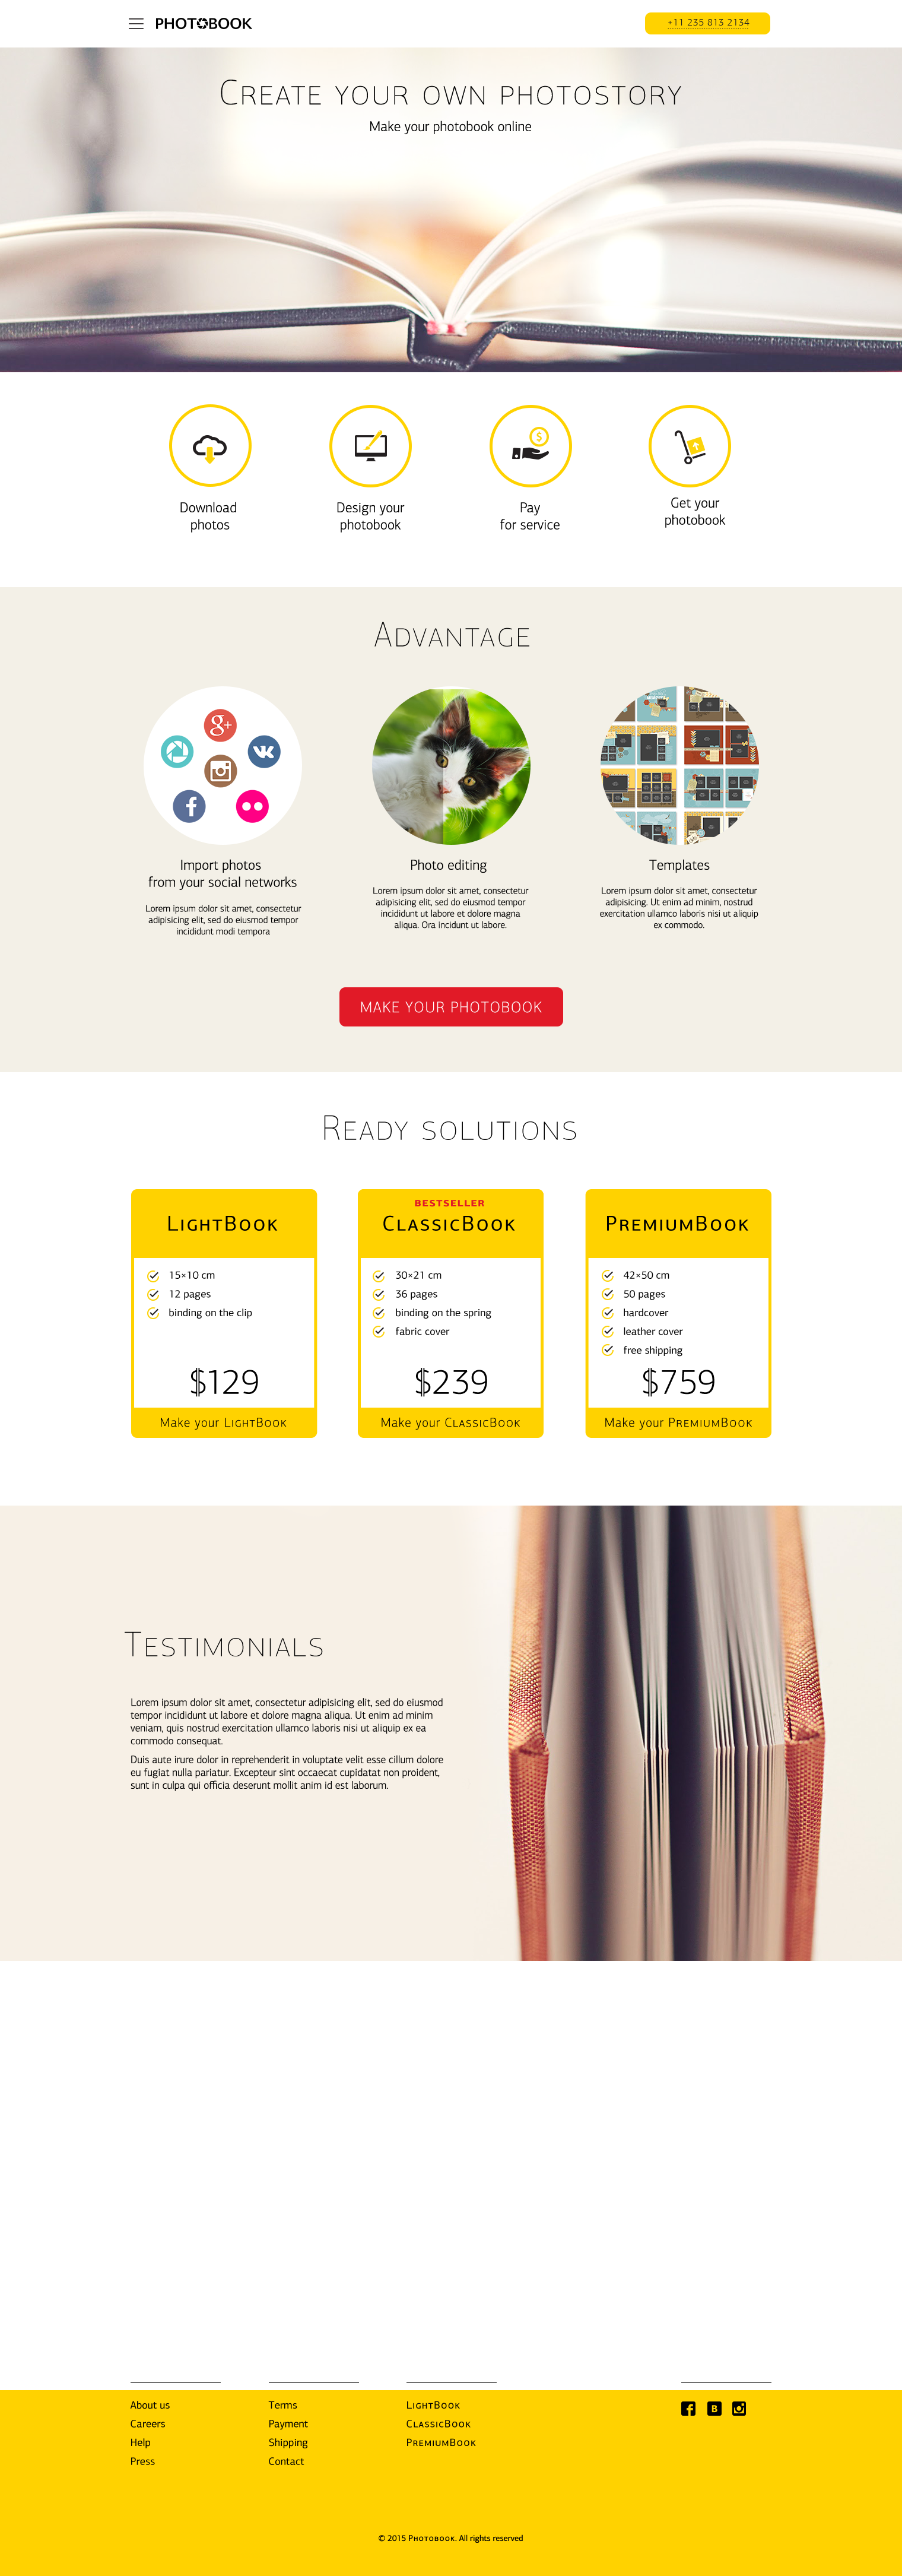 PHOTOBOOK
+11 235 813 2134
Create your own photostory
Make your photobook online
Download
photos
Design your
photobook
Pay
for service
Get your
photobook
Advantage
Import photos
from your social networks
Lorem ipsum dolor sit amet, consectetur
adipisicing elit, sed do eiusmod tempor
incididunt modi tempora
Photo editing
Lorem ipsum dolor sit amet, consectetur
adipisicing elit, sed do eiusmod tempor
incididunt ut labore et dolore magna
aliqua. Ora incidunt ut labore.
Templates
Lorem ipsum dolor sit amet, consectetur
adipisicing. Ut enim ad minim, nostrud
exercitation ullamco laboris nisi ut aliquip
ex commodo.
MAKE YOUR PHOTOBOOK
Ready solutions
LightBook
15×10 cm
12 pages
binding on the clip
$129
Make your LightBook
BESTSELLER
ClassicBook
30×21 cm
36 pages
binding on the spring
fabric cover
$239
Make your ClassicBook
PremiumBook
42×50 cm
50 pages
hardcover
leather cover
free shipping
$759
Make your PremiumBook
Testimonials
Lorem ipsum dolor sit amet, consectetur adipisicing elit, sed do eiusmod
tempor incididunt ut labore et dolore magna aliqua. Ut enim ad minim
veniam, quis nostrud exercitation ullamco laboris nisi ut aliquip ex ea
commodo consequat.
Duis aute irure dolor in reprehenderit in voluptate velit esse cillum dolore
eu fugiat nulla pariatur. Excepteur sint occaecat cupidatat non proident,
sunt in culpa qui officia deserunt mollit anim id est laborum.
About us
Careers
Help
Press
Terms
Payment
Shipping
Contact
LightBook
ClassicBook
PremiumBook
© 2015 Photobook. All rights reserved